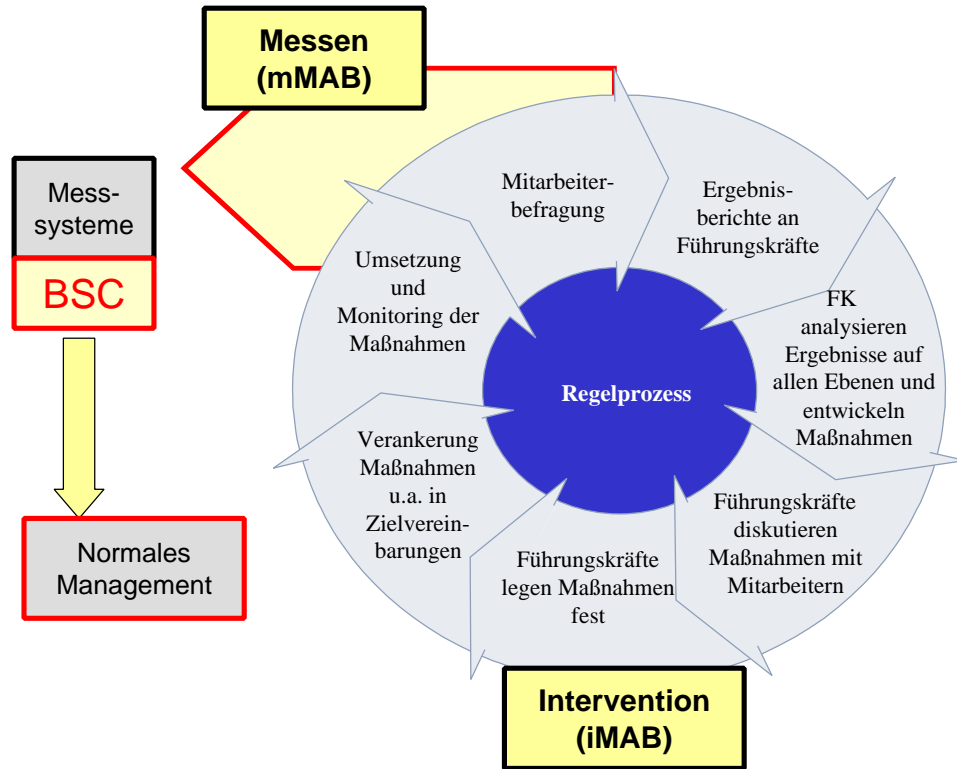 Messen
(mMAB)
Mess-
systeme
BSC
Normales
Management
Mitarbeiter-
befragung
Ergebnis-
berichte an
Führungskräfte
FK
analysieren
Ergebnisse auf
allen Ebenen und
entwickeln
Maßnahmen
Führungskräfte
diskutieren
Maßnahmen mit
Mitarbeitern
Führungskräfte
legen Maßnahmen
fest
Verankerung
Maßnahmen
u.a. in
Zielverein-
barungen
Umsetzung
und
Monitoring der
Maßnahmen
Regelprozess
Intervention
(iMAB)